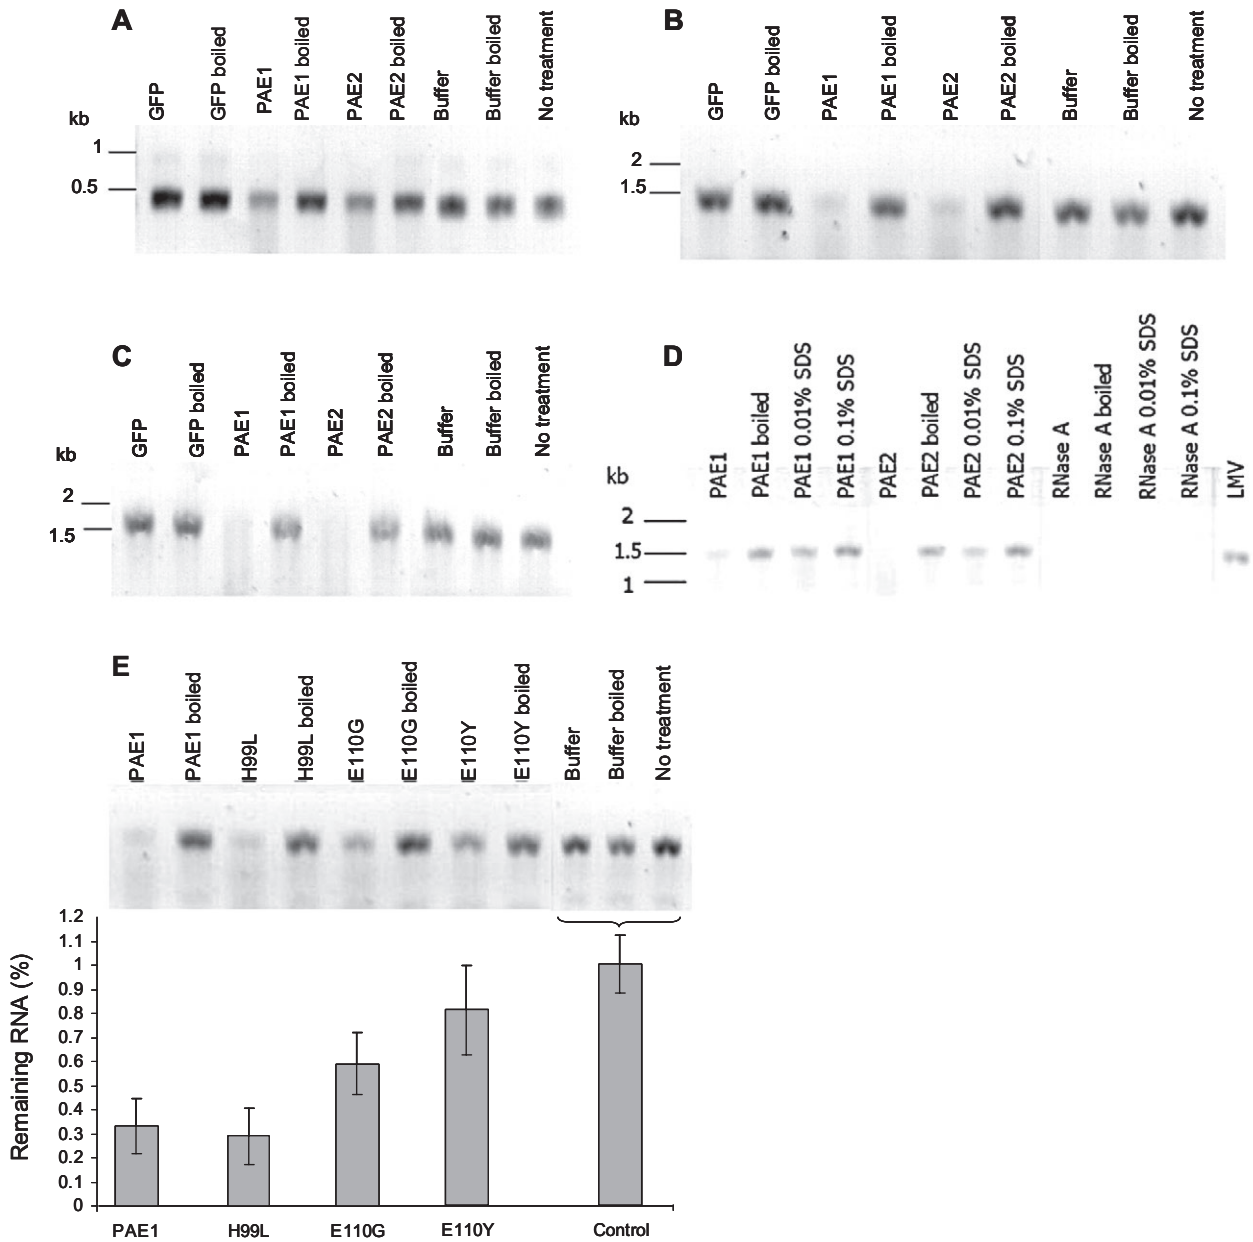 A
GFP
GFP boiled
PAE1
PAE1 boiled
PAE2
PAE2 boiled
Buffer
Buffer boiled
No treatment
kb
1
0.5
B
GFP
GFP boiled
PAE1
PAE1 boiled
PAE2
PAE2 boiled
Buffer
Buffer boiled
No treatment
kb
2
1.5
C
GFP
GFP boiled
PAE1
PAE1 boiled
PAE2
PAE2 boiled
Buffer
Buffer boiled
No treatment
kb
2
1.5
D
PAE1
PAE1 boiled
PAE1 0.01% SDS
PAE1 0.1% SDS
PAE2
PAE2 boiled
PAE2 0.01% SDS
PAE2 0.1% SDS
RNase A
RNase A boiled
RNase A 0.01% SDS
RNase A 0.1% SDS
LMV
kb
2
1.5
1
E
PAE1
PAE1 boiled
H99L
H99L boiled
E110G
E110G boiled
E110Y
E110Y boiled
Buffer
Buffer boiled
No treatment
Remaining RNA (%)
1.2
1.1
1
0.9
0.8
0.7
0.6
0.5
0.4
0.3
0.2
0.1
0
PAE1 H99L E110G E110Y Control